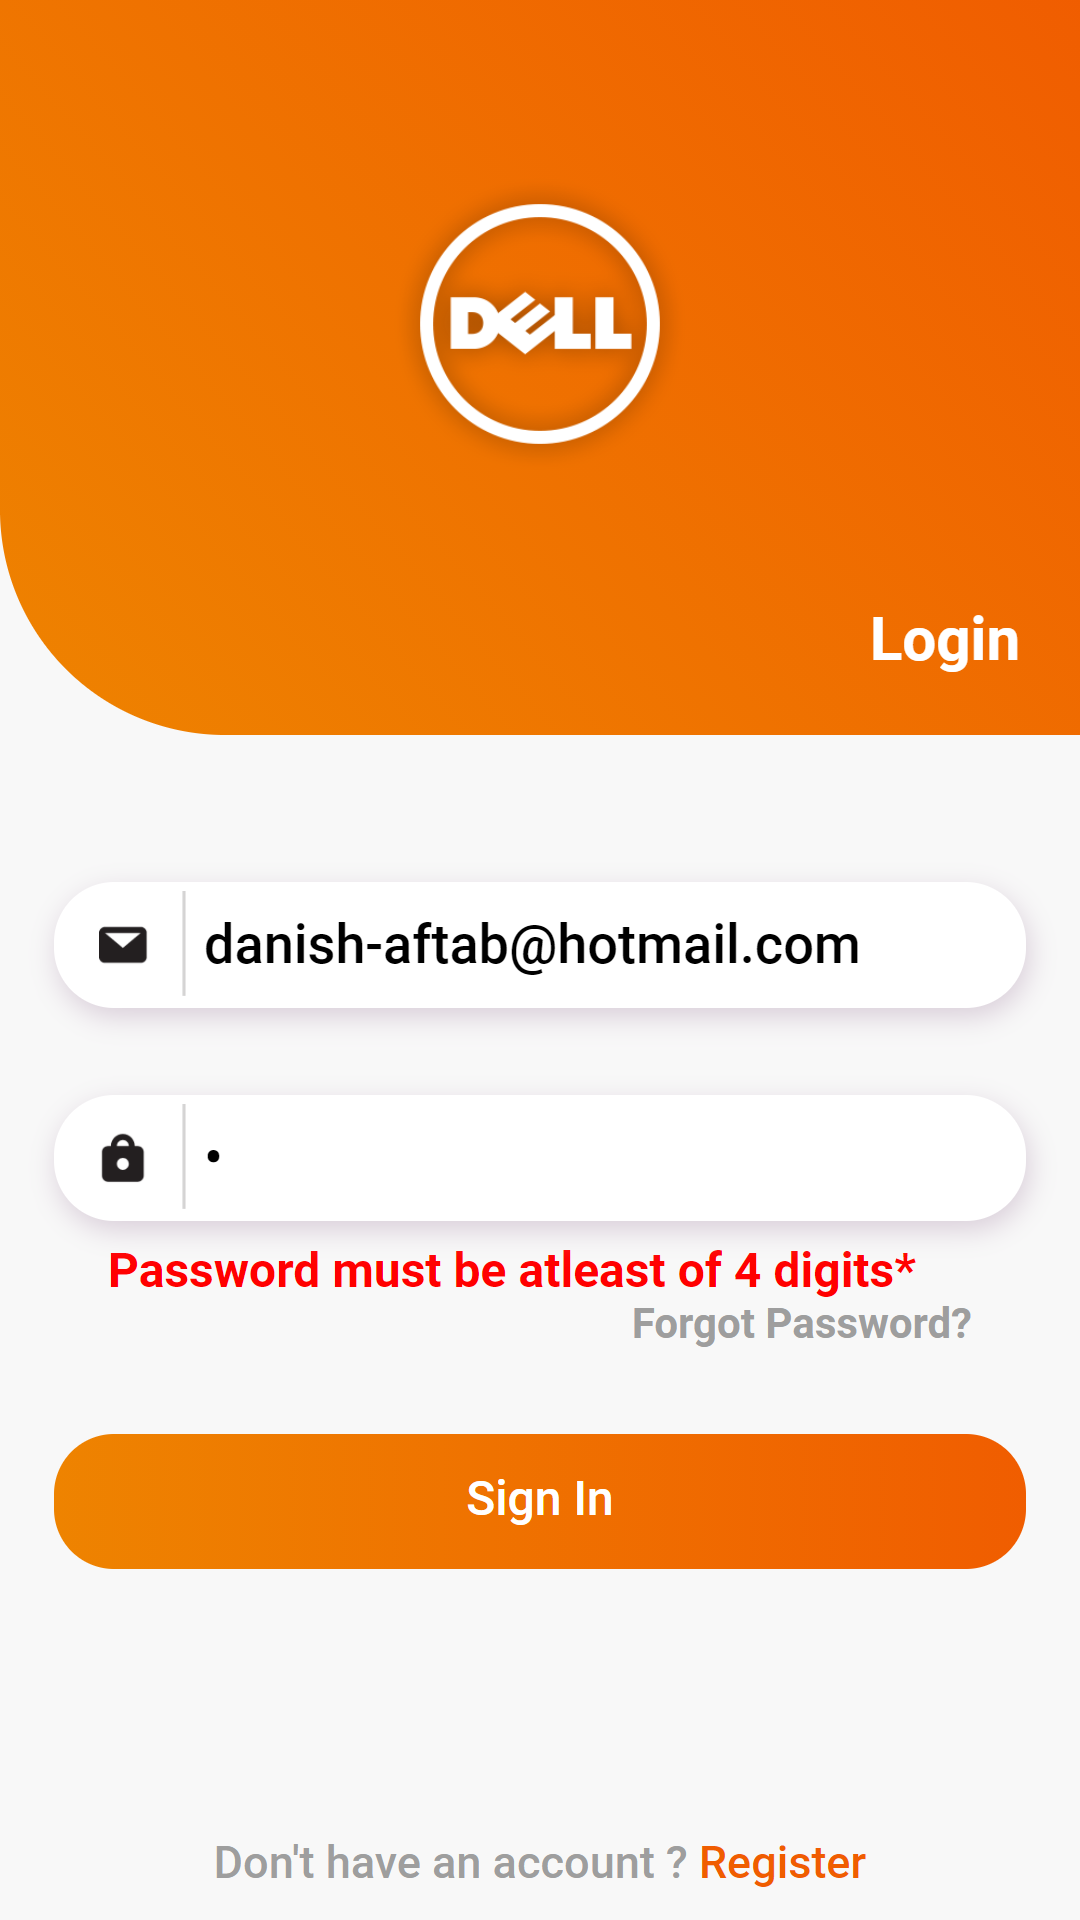 DELL
Login
danish-aftab@hotmail.com
•
Password must be atleast of 4 digits*
Forgot Password?
Sign In
Don't have an account ? Register